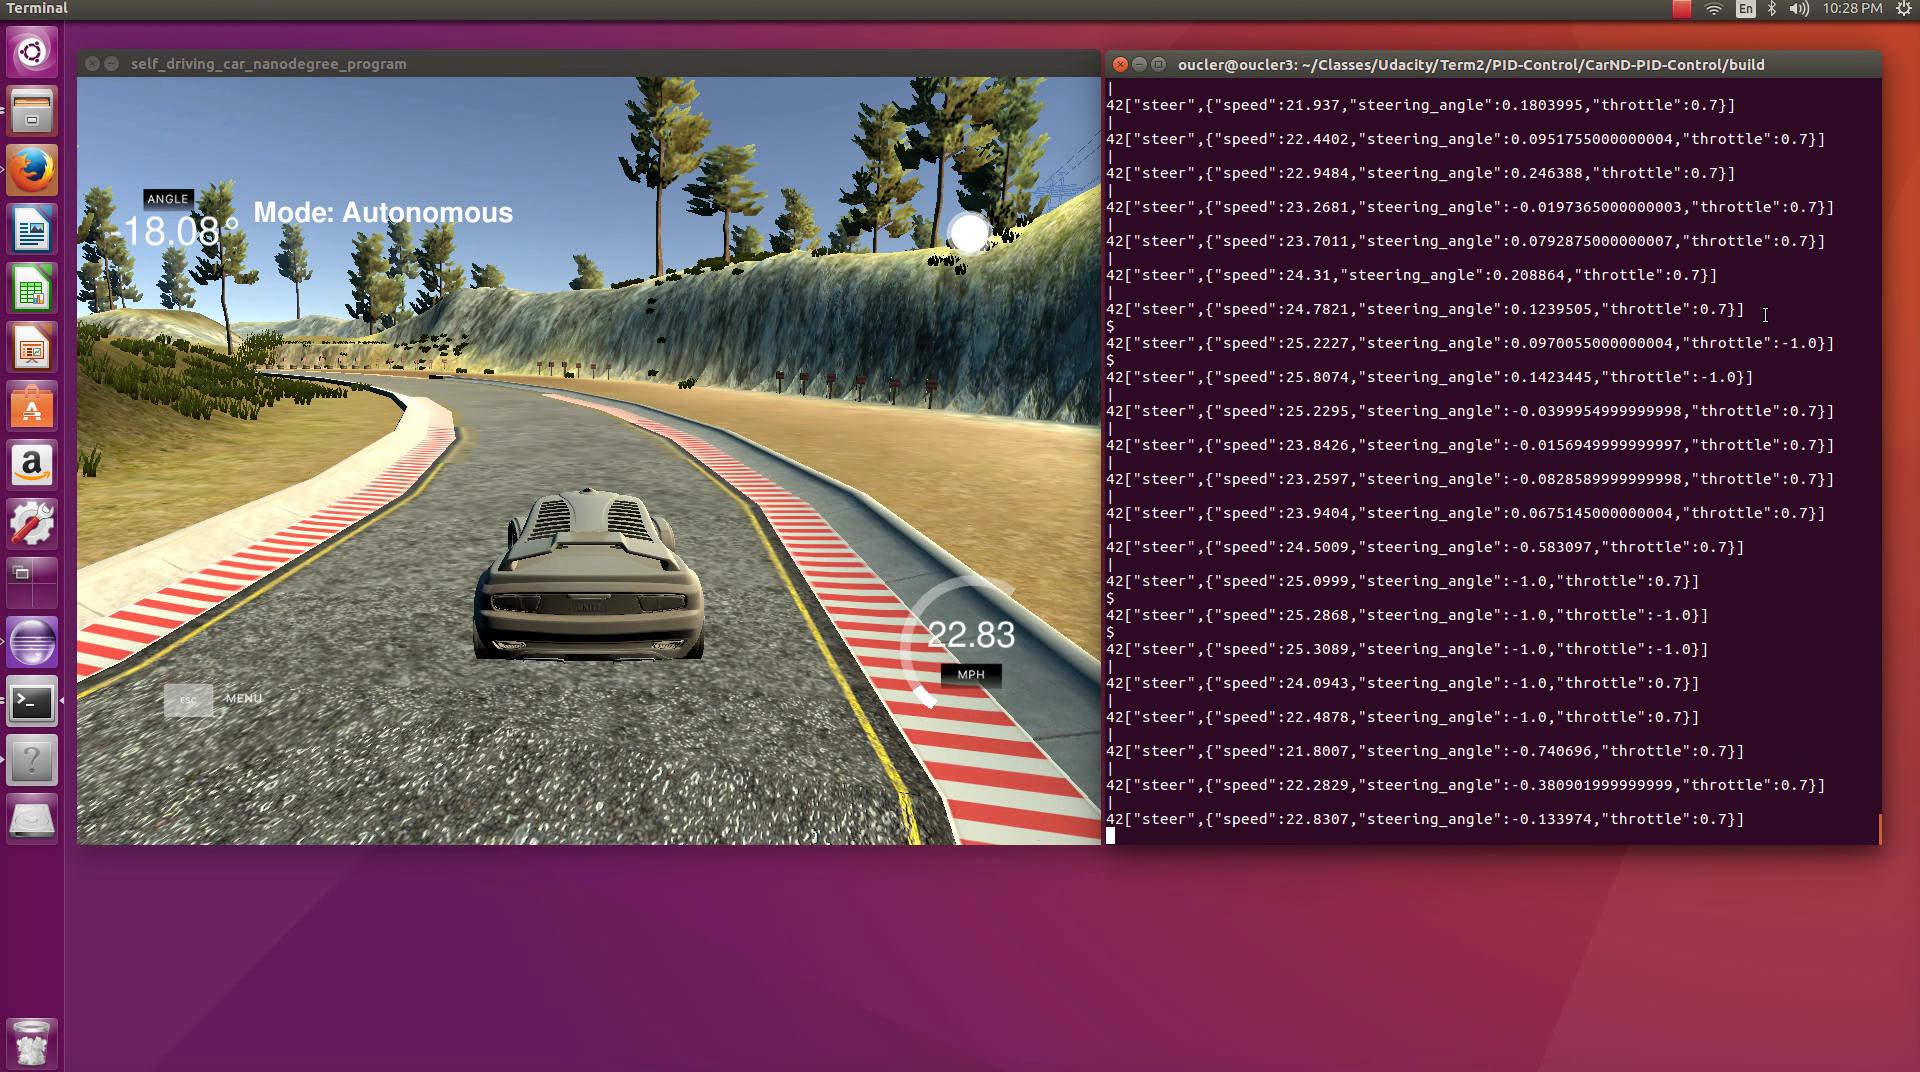 Terminal
En
10:28 PM
self_driving_car_nanodegree_program
ANGLE
-18.08°
Mode: Autonomous
22.83
MPH
ESC
MENU
oucler@oucler3: ~/Classes/Udacity/Term2/PID-Control/CarND-PID-Control/build
|
42["steer",{"speed":21.937,"steering_angle":0.1803995,"throttle":0.7}]
|
42["steer",{"speed":22.4402,"steering_angle":0.0951755000000004,"throttle":0.7}]
|
42["steer",{"speed":22.9484,"steering_angle":0.246388,"throttle":0.7}]
|
42["steer",{"speed":23.2681,"steering_angle":-0.0197365000000003,"throttle":0.7}]
|
42["steer",{"speed":23.7011,"steering_angle":0.0792875000000007,"throttle":0.7}]
|
42["steer",{"speed":24.31,"steering_angle":0.208864,"throttle":0.7}]
|
42["steer",{"speed":24.7821,"steering_angle":0.1239505,"throttle":0.7}]
$
42["steer",{"speed":25.2227,"steering_angle":0.0970055000000004,"throttle":-1.0}]
$
42["steer",{"speed":25.8074,"steering_angle":0.1423445,"throttle":-1.0}]
|
42["steer",{"speed":25.2295,"steering_angle":-0.0399954999999998,"throttle":0.7}]
|
42["steer",{"speed":23.8426,"steering_angle":-0.0156949999999997,"throttle":0.7}]
|
42["steer",{"speed":23.2597,"steering_angle":-0.0828589999999998,"throttle":0.7}]
|
42["steer",{"speed":23.9404,"steering_angle":0.0675145000000004,"throttle":0.7}]
|
42["steer",{"speed":24.5009,"steering_angle":-0.583097,"throttle":0.7}]
|
42["steer",{"speed":25.0999,"steering_angle":-1.0,"throttle":0.7}]
$
42["steer",{"speed":25.2868,"steering_angle":-1.0,"throttle":-1.0}]
$
42["steer",{"speed":25.3089,"steering_angle":-1.0,"throttle":-1.0}]
|
42["steer",{"speed":24.0943,"steering_angle":-1.0,"throttle":0.7}]
|
42["steer",{"speed":22.4878,"steering_angle":-1.0,"throttle":0.7}]
|
42["steer",{"speed":21.8007,"steering_angle":-0.740696,"throttle":0.7}]
|
42["steer",{"speed":22.2829,"steering_angle":-0.380901999999999,"throttle":0.7}]
|
42["steer",{"speed":22.8307,"steering_angle":-0.133974,"throttle":0.7}]